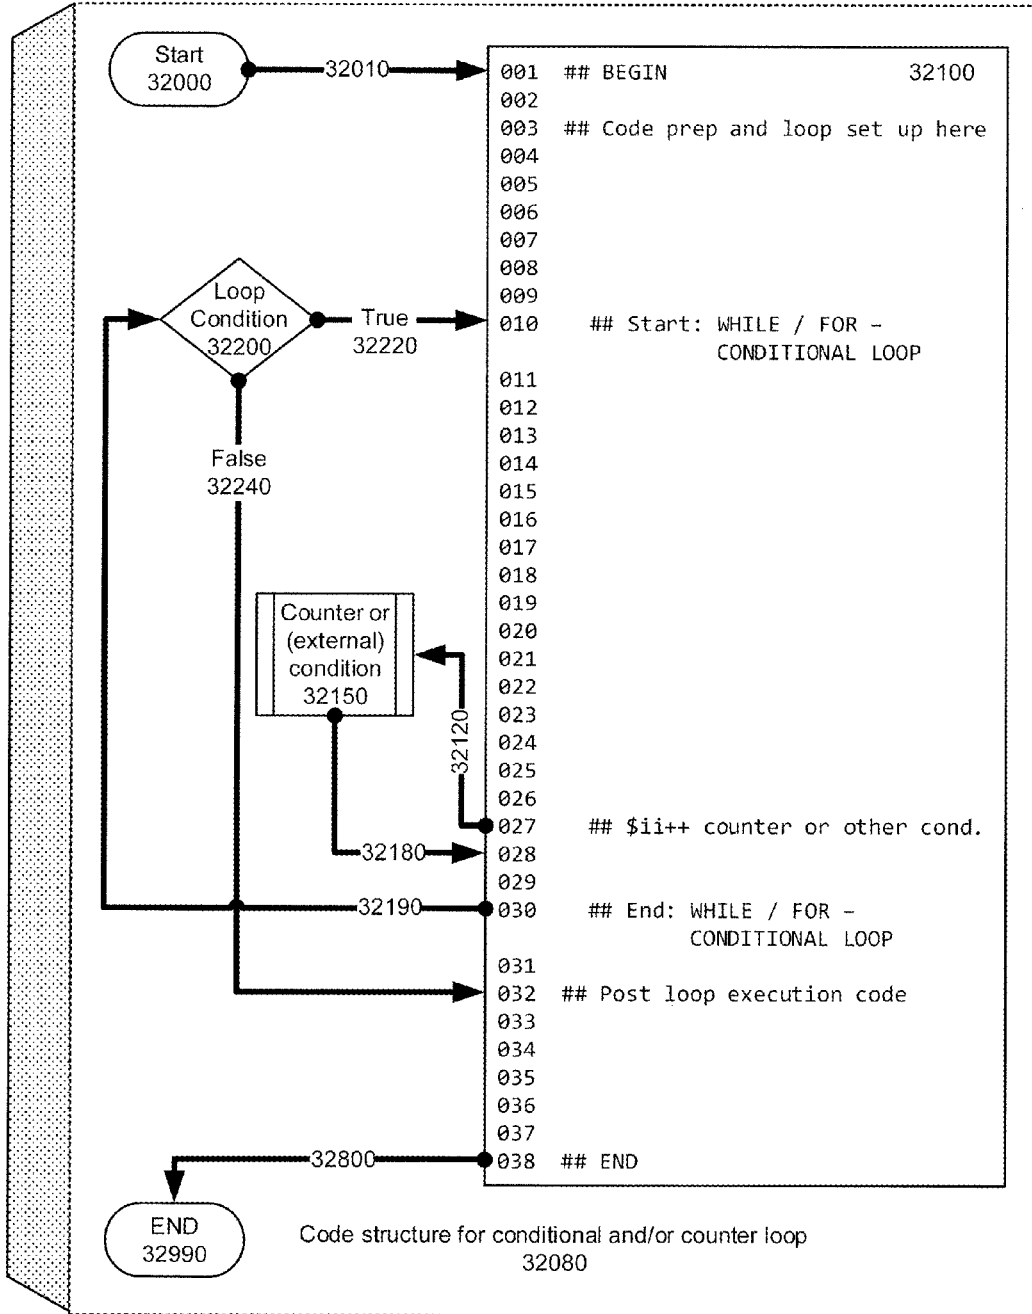 Start
32000
32010
001 ## BEGIN 32100
002
003 ## Code prep and loop set up here
004
005
006
007
008
009
Loop
Condition
32200
True
32220
010 ## Start: WHILE / FOR –
CONDITIONAL LOOP
011
012
013
False
32240
014
015
016
017
018
019
Counter or
(external)
condition
32150
020
021
022
023
32120
024
025
026
027 ## $ii++ counter or other cond.
32180
028
029
32190
030 ## End: WHILE / FOR –
CONDITIONAL LOOP
031
032 ## Post loop execution code
033
034
035
036
037
32800
038 ## END
END
32990
Code structure for conditional and/or counter loop
32080